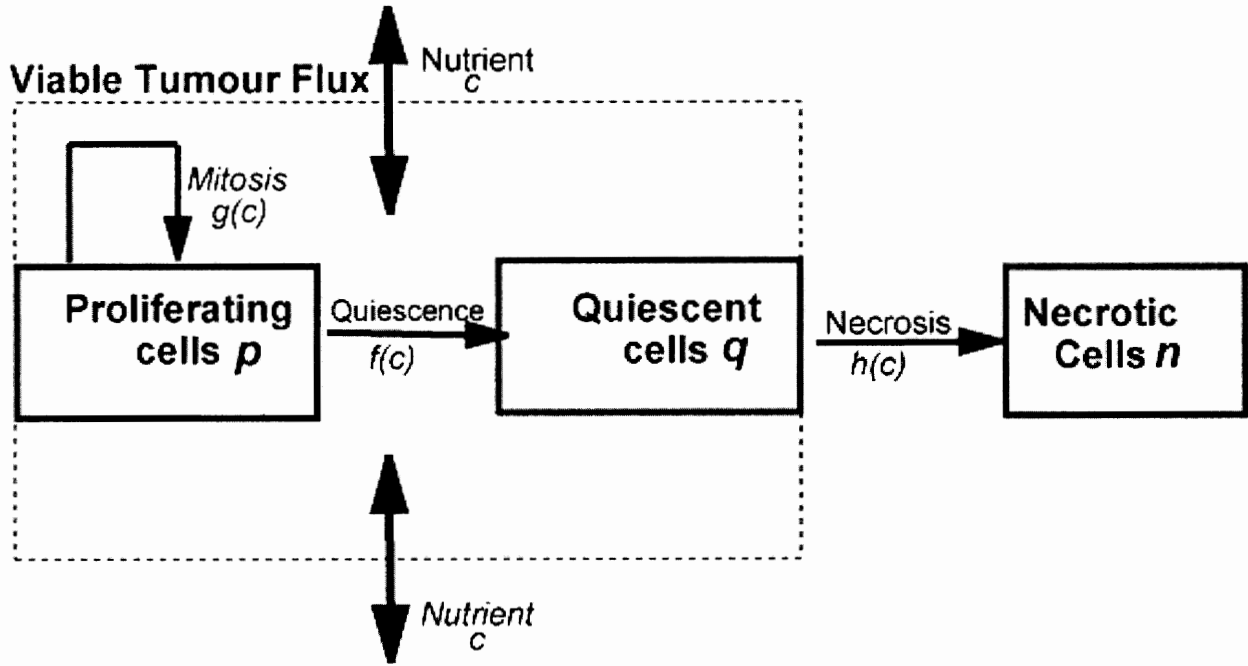 Nutrient
c
Viable Tumour Flux
Mitosis
g(c)
Proliferating
cells p
Quiescence
f(c)
Quiescent
cells q
Necrosis
h(c)
Necrotic
Cells n
Nutrient
c